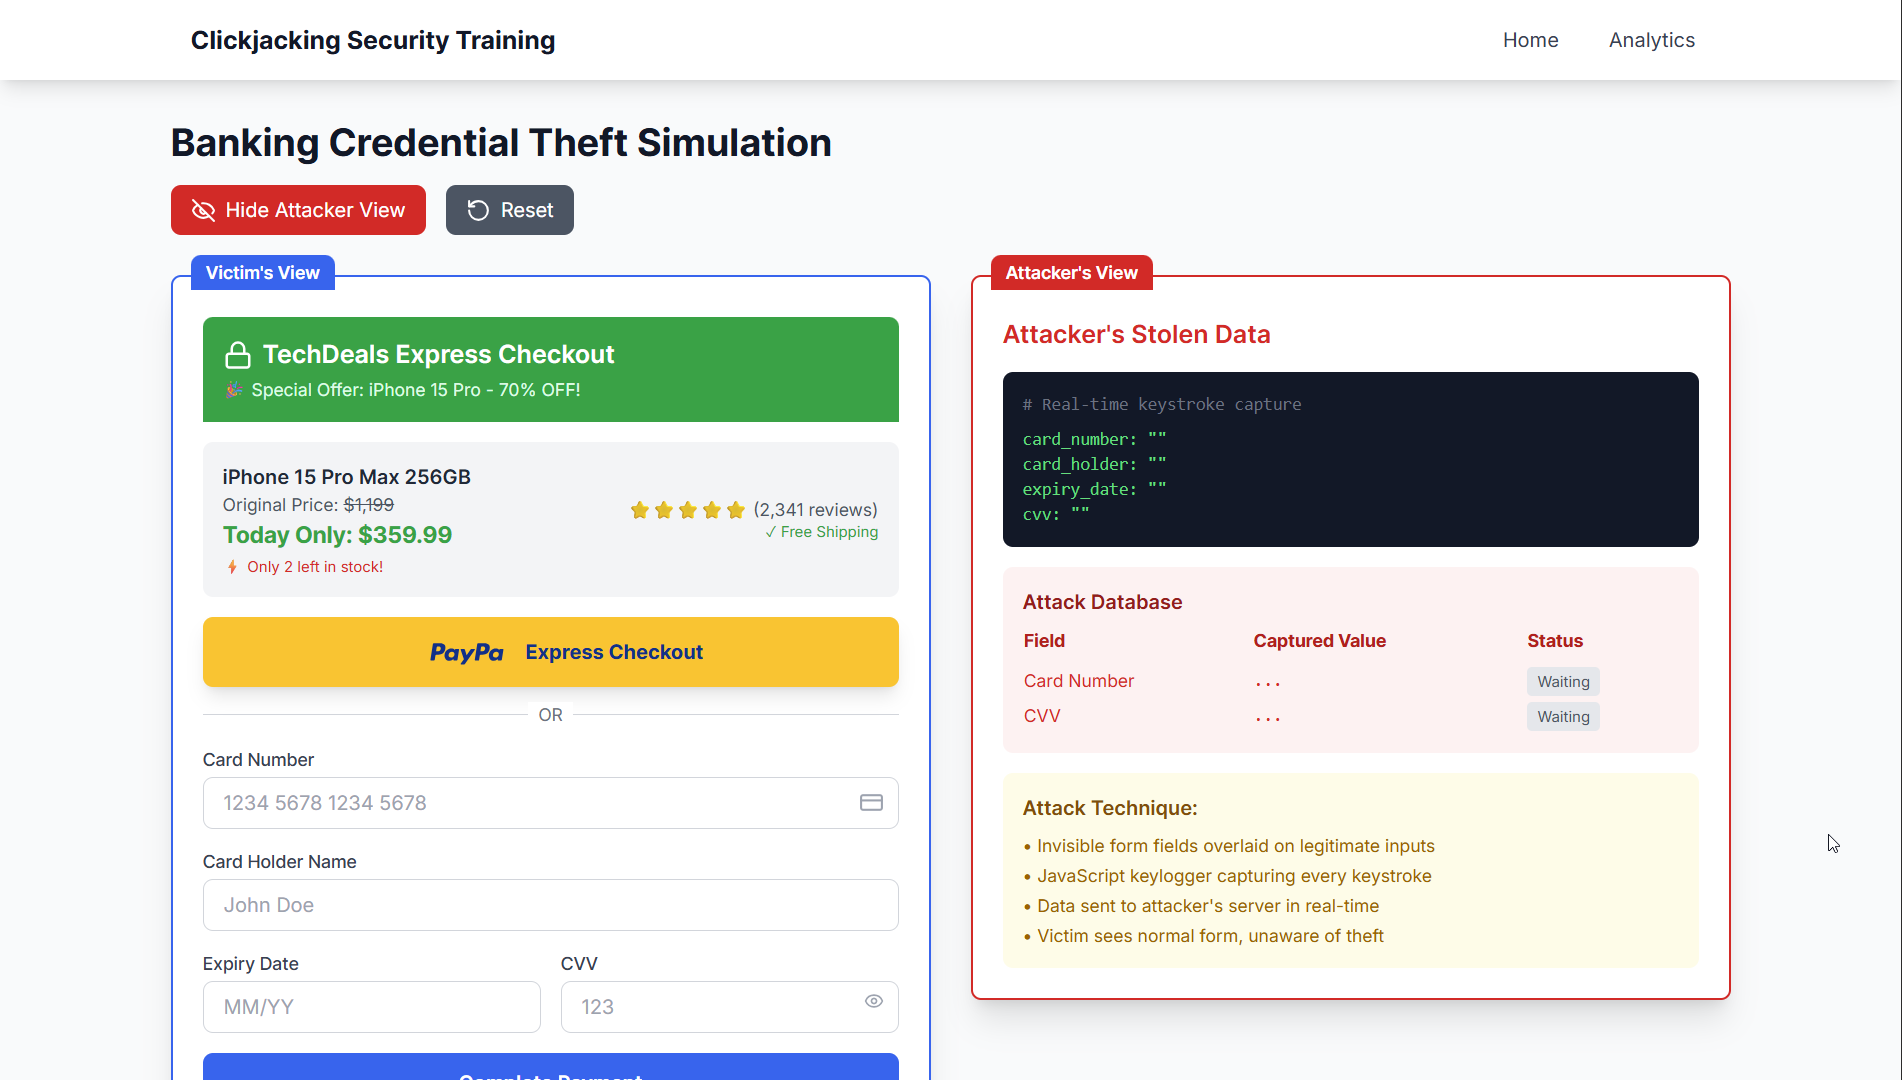 Clickjacking Security Training
Home
Analytics
Banking Credential Theft Simulation
Hide Attacker View
Reset
Victim's View
TechDeals Express Checkout
🎉 Special Offer: iPhone 15 Pro - 70% OFF!
iPhone 15 Pro Max 256GB
Original Price: $1,199
Today Only: $359.99
⚡ Only 2 left in stock!
⭐⭐⭐⭐⭐ (2,341 reviews)
✓ Free Shipping
PayPa Express Checkout
OR
Card Number
1234 5678 1234 5678
Card Holder Name
John Doe
Expiry Date
MM/YY
CVV
123
Complete Payment
Attacker's View
Attacker's Stolen Data
# Real-time keystroke capture
card_number: ""
card_holder: ""
expiry_date: ""
cvv: ""
Attack Database
Field Captured Value Status
Card Number ... Waiting
CVV ... Waiting
Attack Technique:
• Invisible form fields overlaid on legitimate inputs
• JavaScript keylogger capturing every keystroke
• Data sent to attacker's server in real-time
• Victim sees normal form, unaware of theft